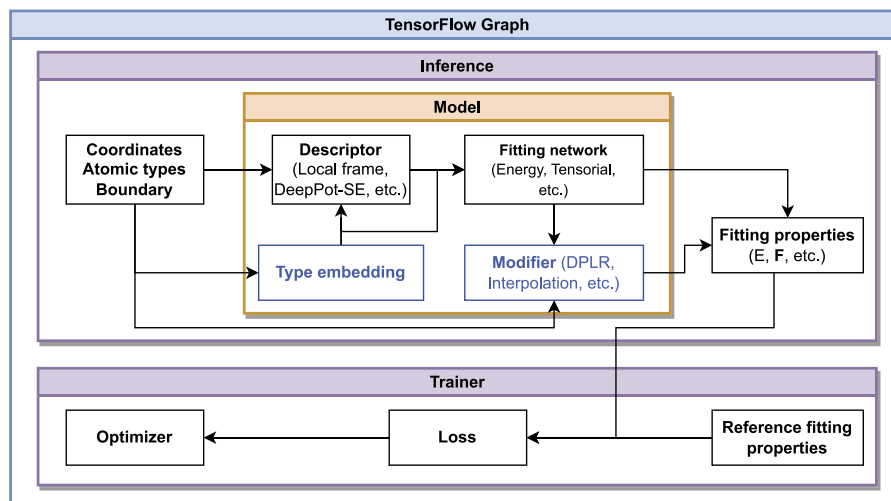 TensorFlow Graph
Inference
Model
Coordinates
Atomic types
Boundary
Descriptor
(Local frame,
DeepPot-SE, etc.)
Fitting network
(Energy, Tensorial,
etc.)
Type embedding
Modifier (DPLR,
Interpolation, etc.)
Fitting properties
(E, F, etc.)
Trainer
Optimizer
Loss
Reference fitting
properties